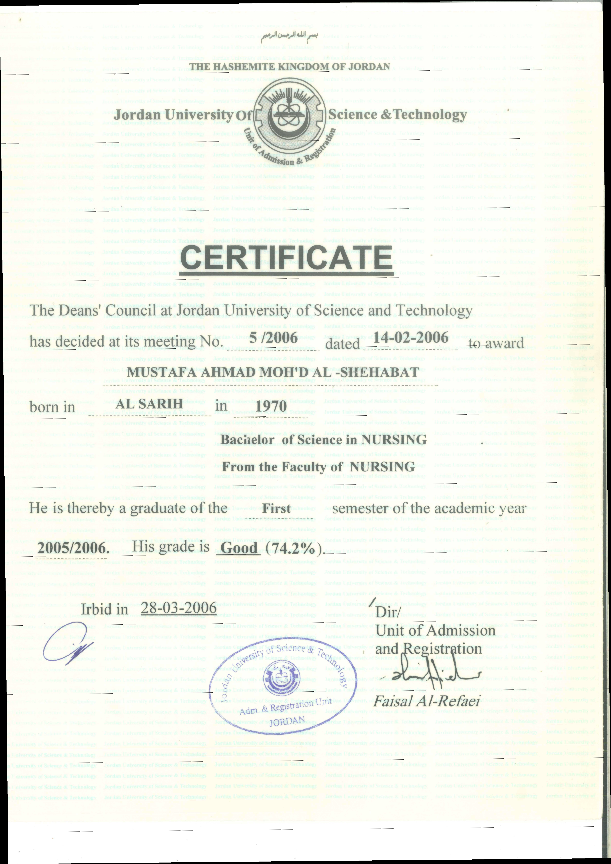 بسم الله الرحمن الرحيم
THE HASHEMITE KINGDOM OF JORDAN
Jordan University Of Science & Technology
Unit of Admission & Registration
CERTIFICATE
The Deans' Council at Jordan University of Science and Technology
has decided at its meeting No. 5 /2006 dated 14-02-2006 to award
MUSTAFA AHMAD MOH'D AL -SHEHABAT
born in AL SARIH in 1970
Bachelor of Science in NURSING
From the Faculty of NURSING
He is thereby a graduate of the First semester of the academic year
2005/2006. His grade is Good (74.2%).
Irbid in 28-03-2006
Dir/
Unit of Admission
and Registration
Faisal Al-Refaei
Jordan University of Science & Technology
Adm. & Registration Unit
JORDAN